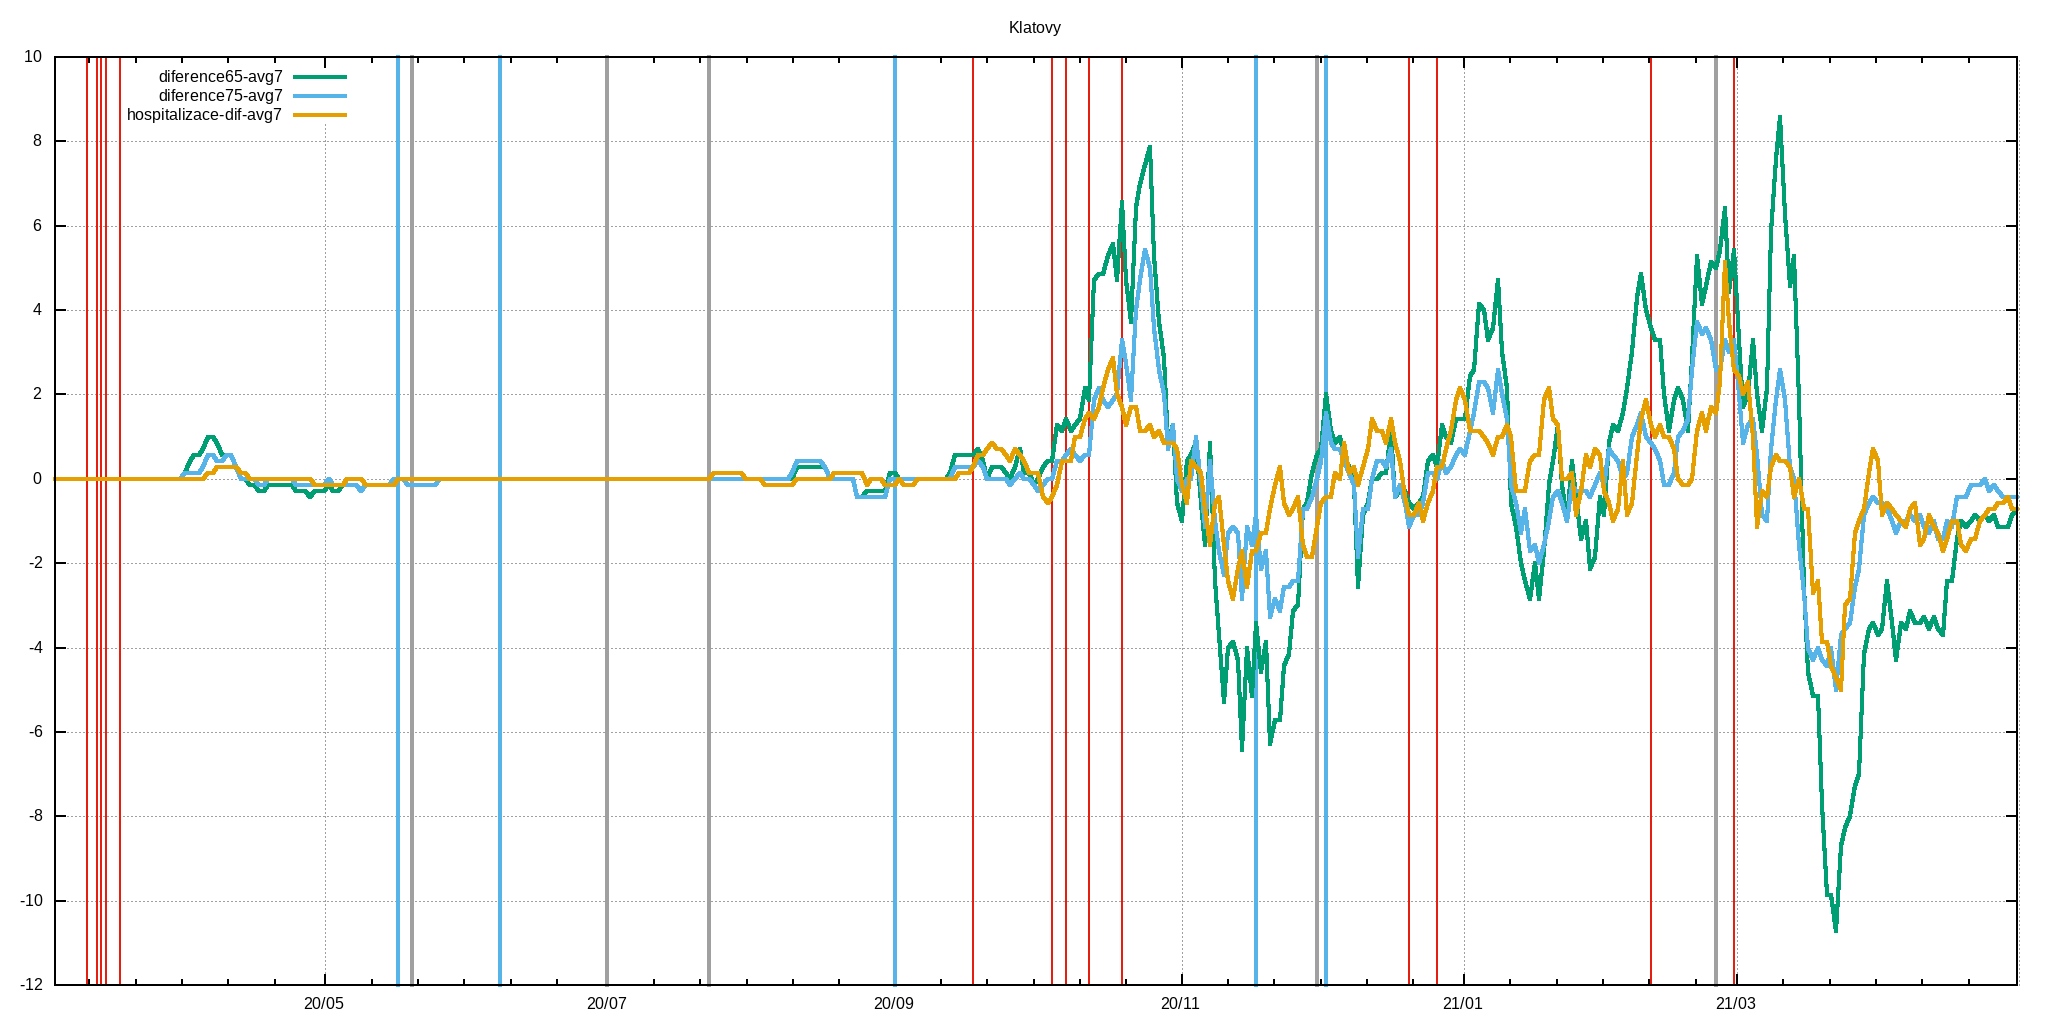 Klatovy
10
diference65-avg7
diference75-avg7
hospitalizace-dif-avg7
8
6
4
2
0
-2
-4
-6
-8
-10
-12
20/05 20/07 20/09 20/11 21/01 21/03